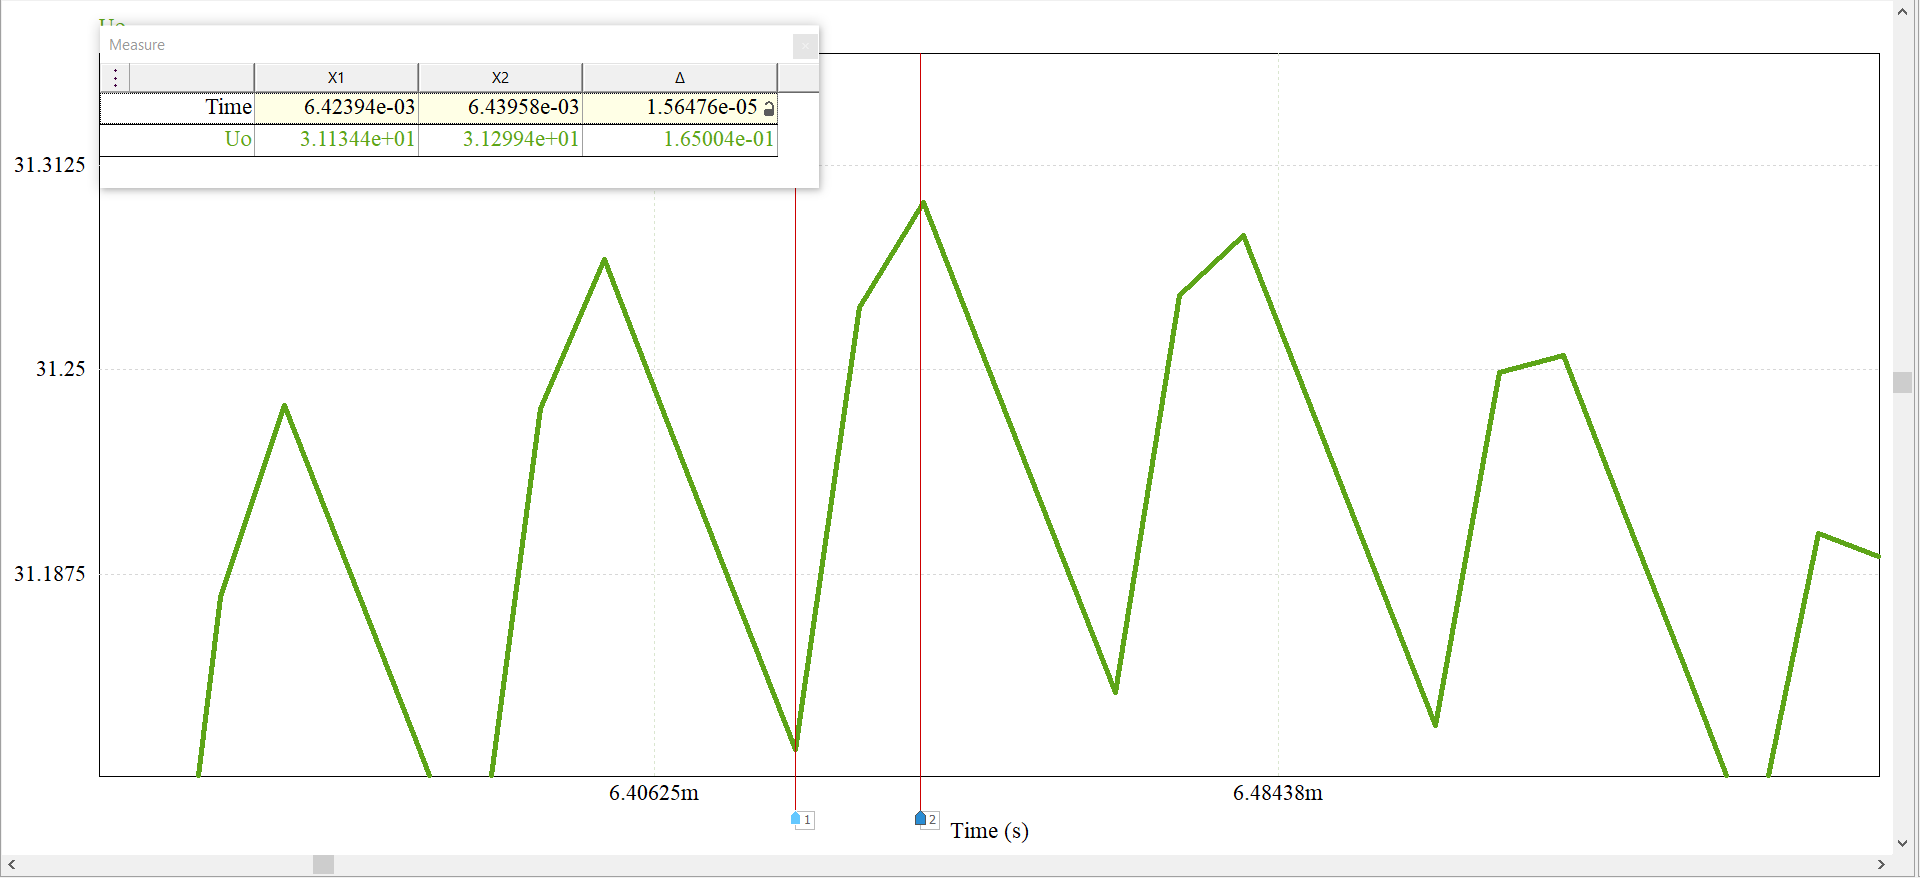 Uo
Measure
X1 X2 Δ
Time 6.42394e-03 6.43958e-03 1.56476e-05
Uo 3.11344e+01 3.12994e+01 1.65004e-01
31.3125
31.25
31.1875
6.40625m 6.48438m
1 2
Time (s)